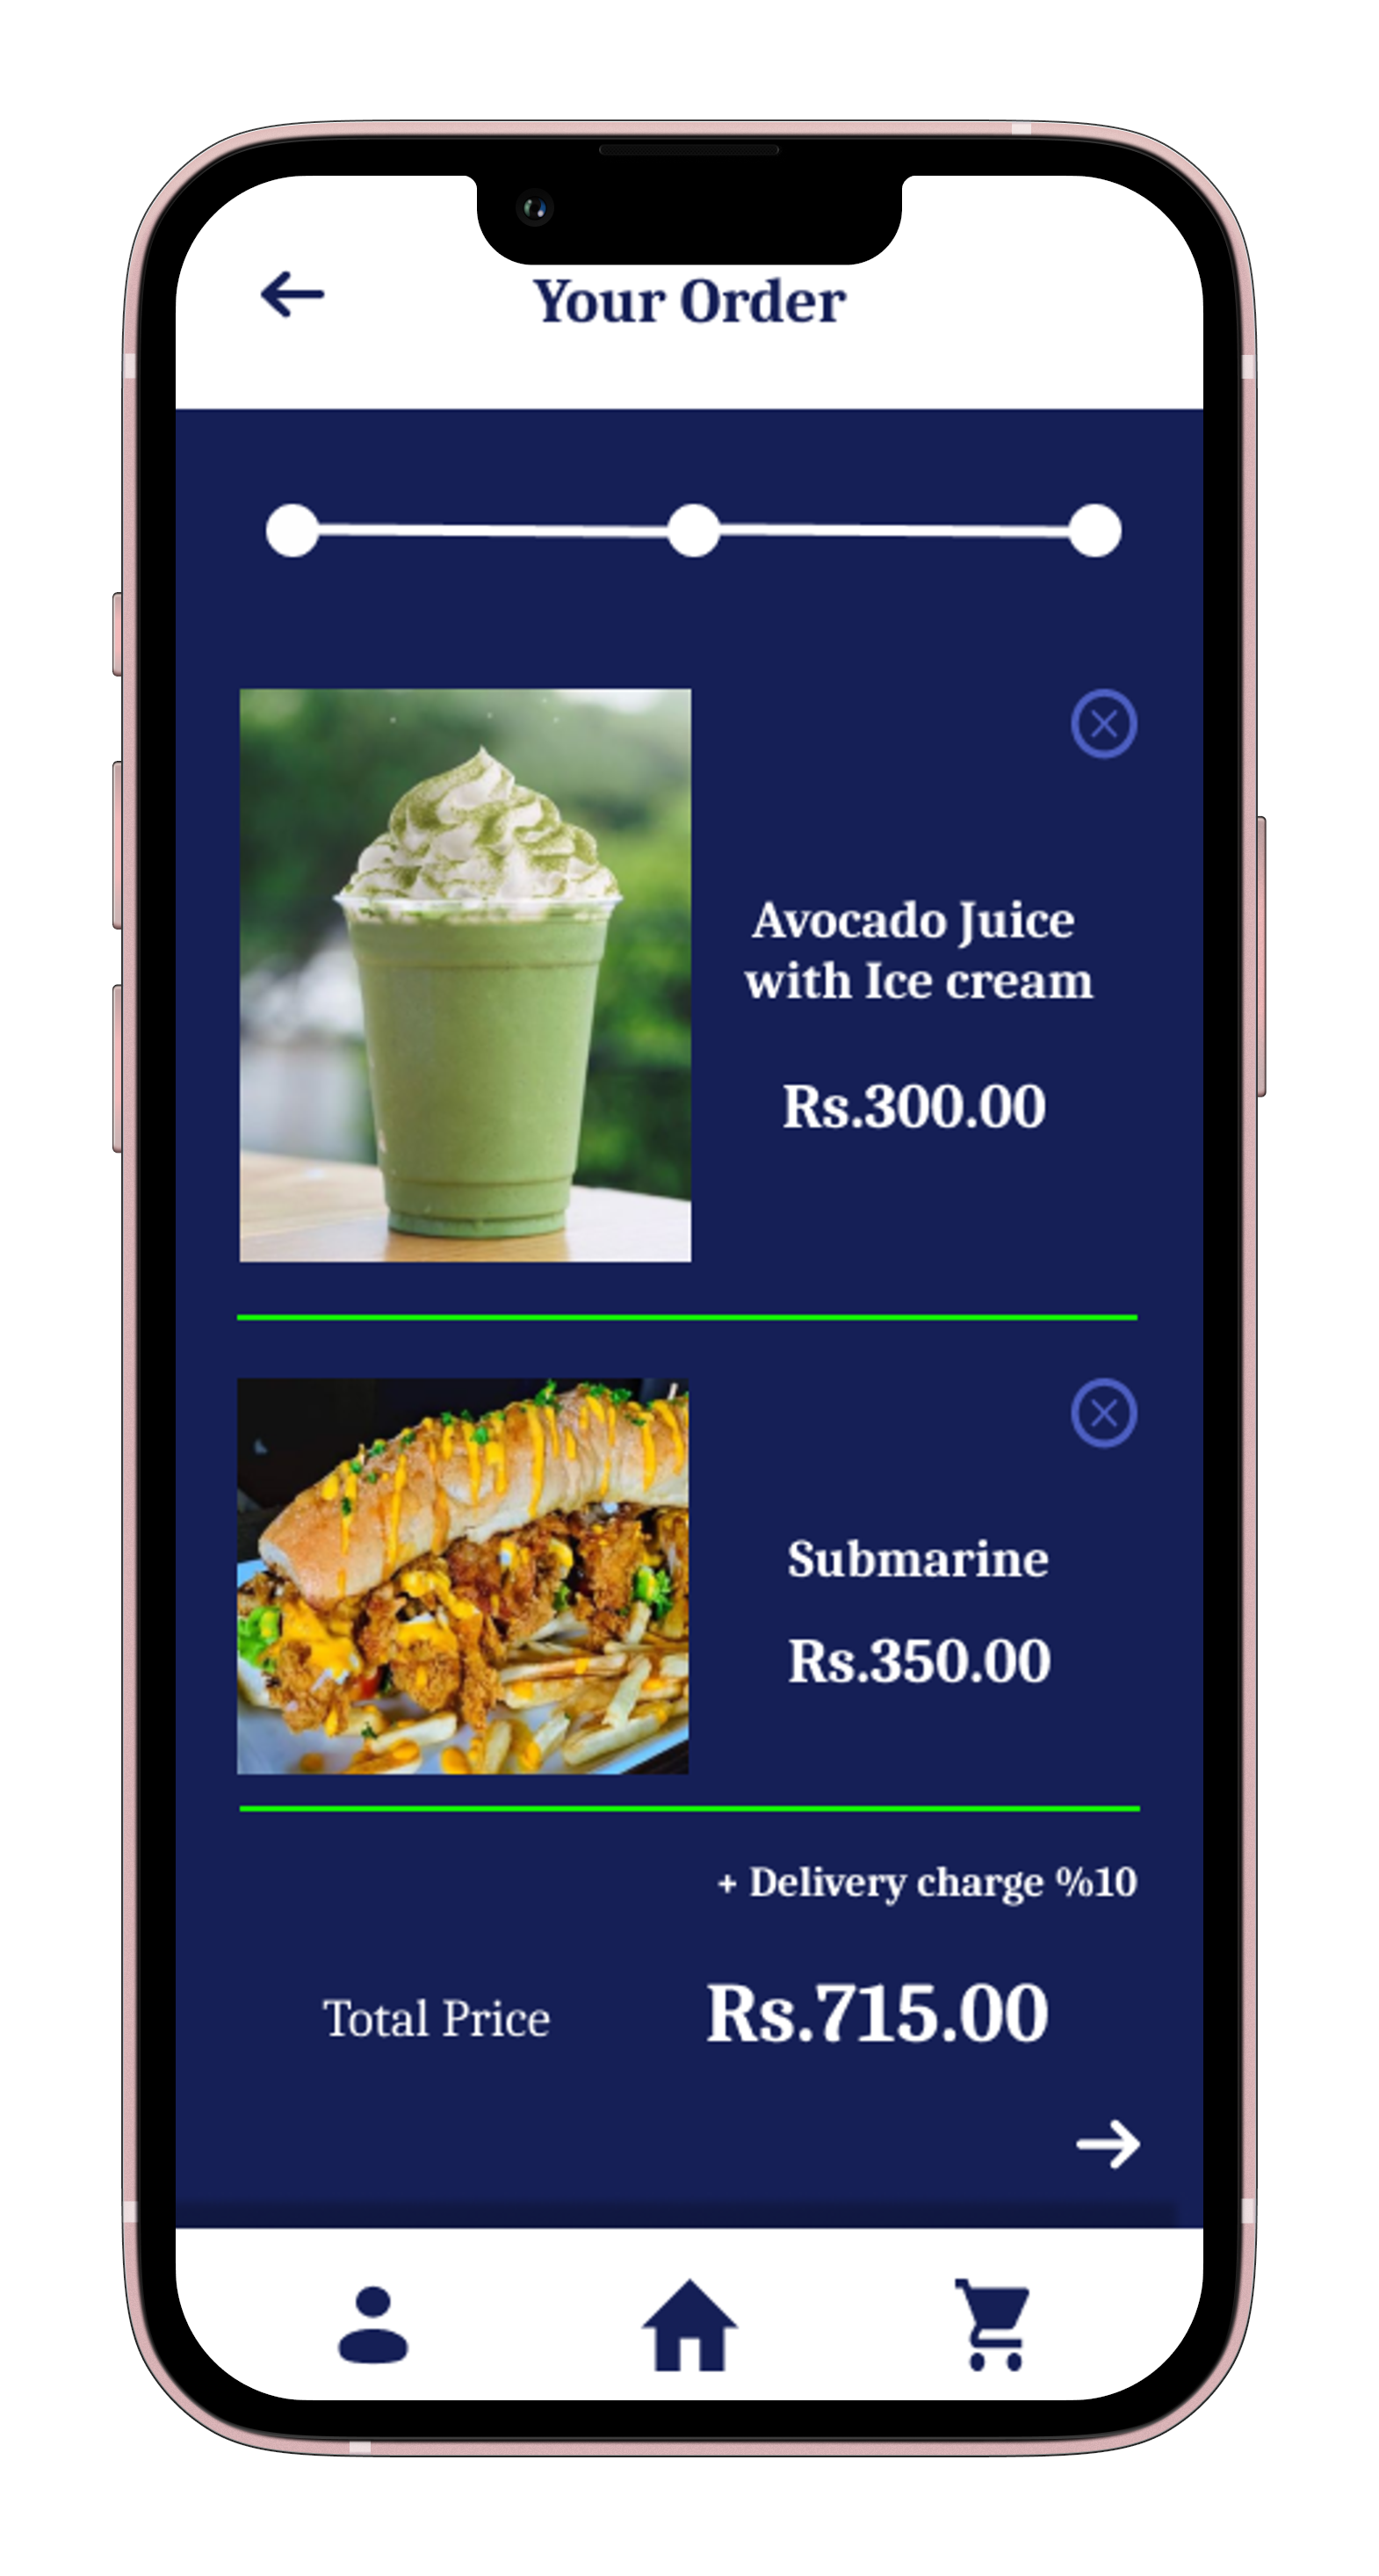 Your Order
Avocado Juice
with Ice cream
Rs.300.00
Submarine
Rs.350.00
+ Delivery charge %10
Total Price Rs.715.00